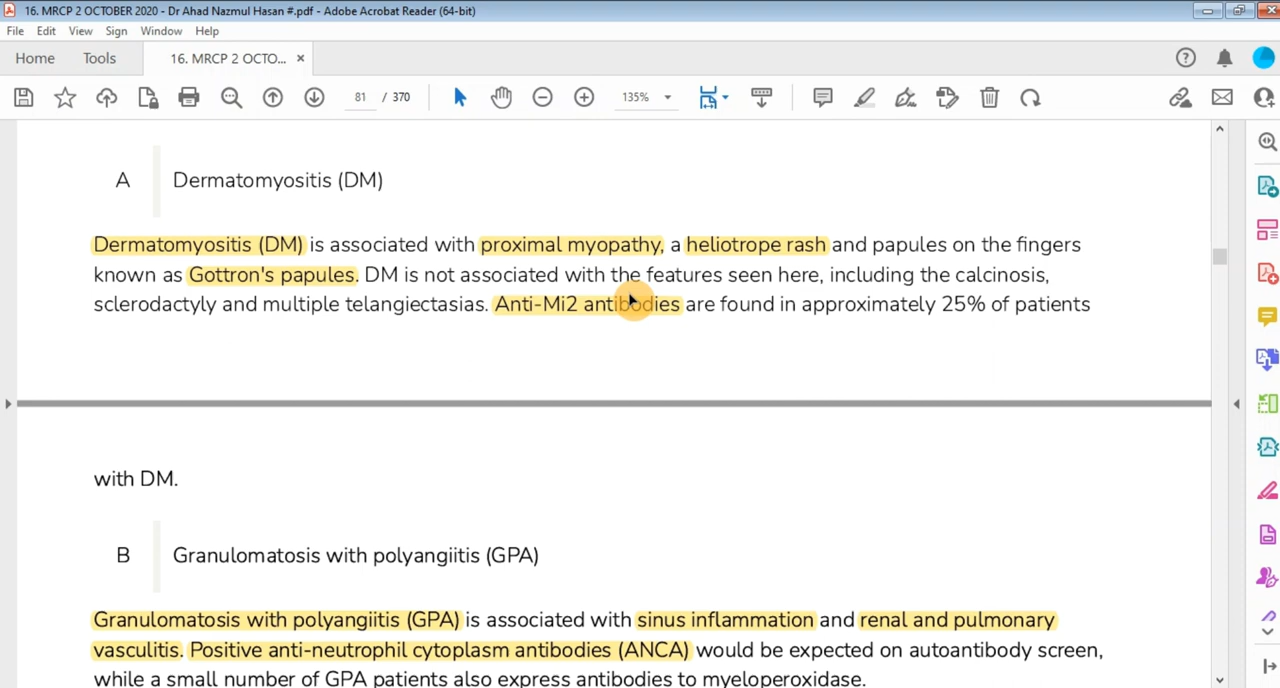 16. MRCP 2 OCTOBER 2020 - Dr Ahad Nazmul Hasan #.pdf - Adobe Acrobat Reader (64-bit)
File Edit View Sign Window Help
Home Tools 16. MRCP 2 OCTO... ×
81 / 370 135%
A Dermatomyositis (DM)
Dermatomyositis (DM) is associated with proximal myopathy, a heliotrope rash and papules on the fingers
known as Gottron's papules. DM is not associated with the features seen here, including the calcinosis,
sclerodactyly and multiple telangiectasias. Anti-Mi2 antibodies are found in approximately 25% of patients
with DM.
B Granulomatosis with polyangiitis (GPA)
Granulomatosis with polyangiitis (GPA) is associated with sinus inflammation and renal and pulmonary
vasculitis. Positive anti-neutrophil cytoplasm antibodies (ANCA) would be expected on autoantibody screen,
while a small number of GPA patients also express antibodies to myeloperoxidase.